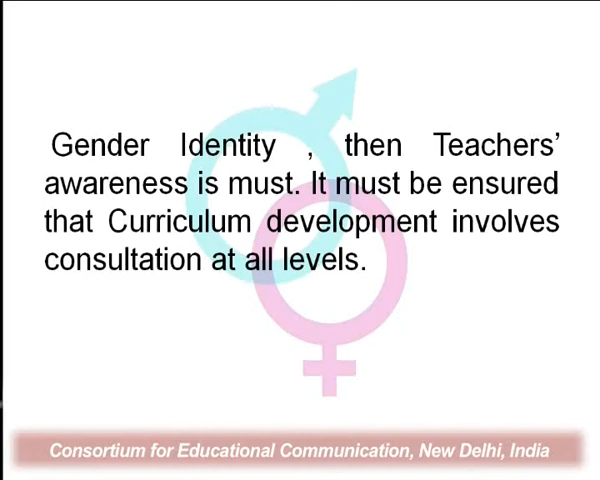 Gender Identity , then Teachers’
awareness is must. It must be ensured
that Curriculum development involves
consultation at all levels.
Consortium for Educational Communication, New Delhi, India